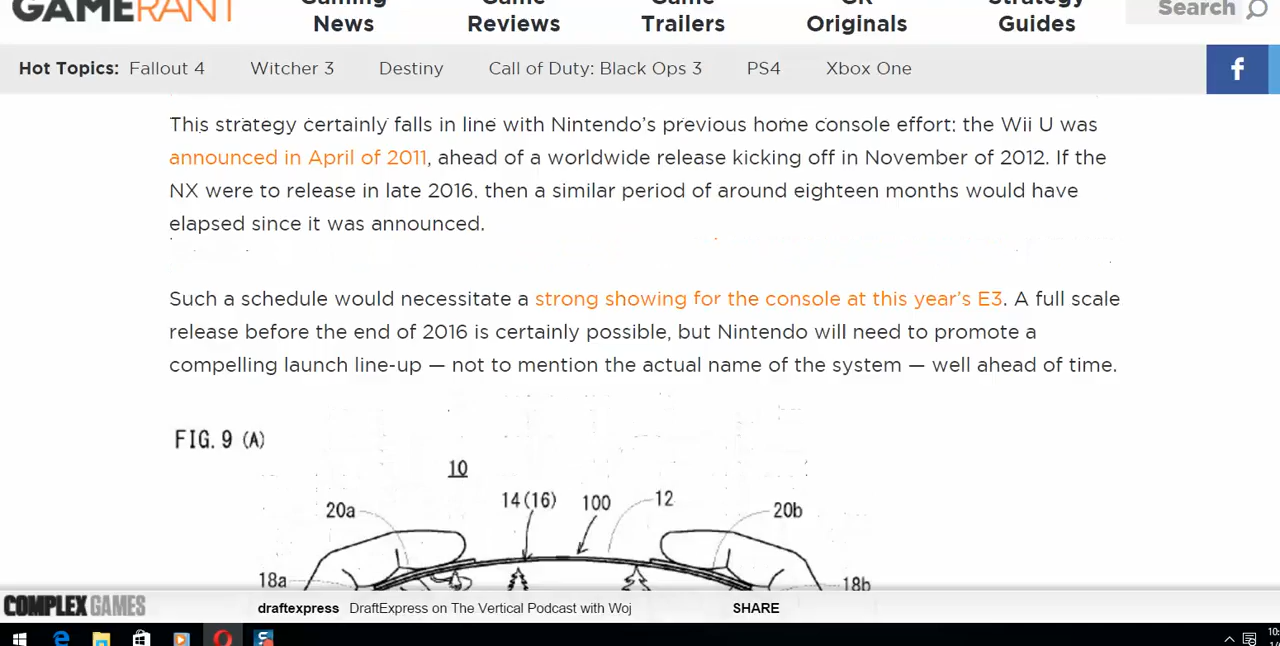 GAMERANT
Gaming News
Game Reviews
Game Trailers
GR Originals
Strategy Guides
Search
Hot Topics: Fallout 4 Witcher 3 Destiny Call of Duty: Black Ops 3 PS4 Xbox One
f
This strategy certainly falls in line with Nintendo's previous home console effort: the Wii U was
announced in April of 2011, ahead of a worldwide release kicking off in November of 2012. If the
NX were to release in late 2016, then a similar period of around eighteen months would have
elapsed since it was announced.
Such a schedule would necessitate a strong showing for the console at this year's E3. A full scale
release before the end of 2016 is certainly possible, but Nintendo will need to promote a
compelling launch line-up — not to mention the actual name of the system — well ahead of time.
FIG. 9 (A)
10
20a 14(16) 100 12 20b
18a 18b
COMPLEX GAMES draftexpress DraftExpress on The Vertical Podcast with Woj SHARE